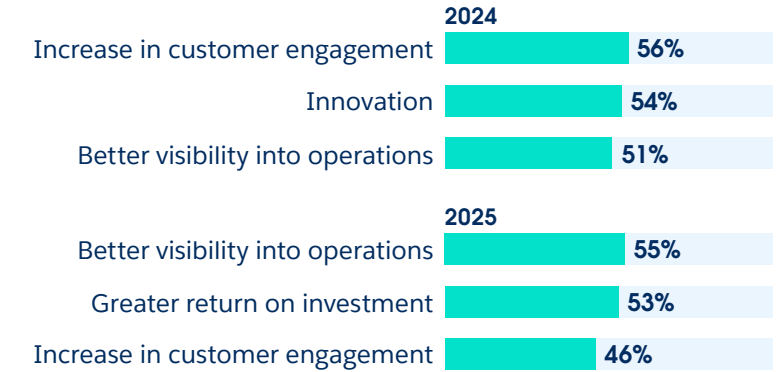 2024
Increase in customer engagement 56%
Innovation 54%
Better visibility into operations 51%
2025
Better visibility into operations 55%
Greater return on investment 53%
Increase in customer engagement 46%